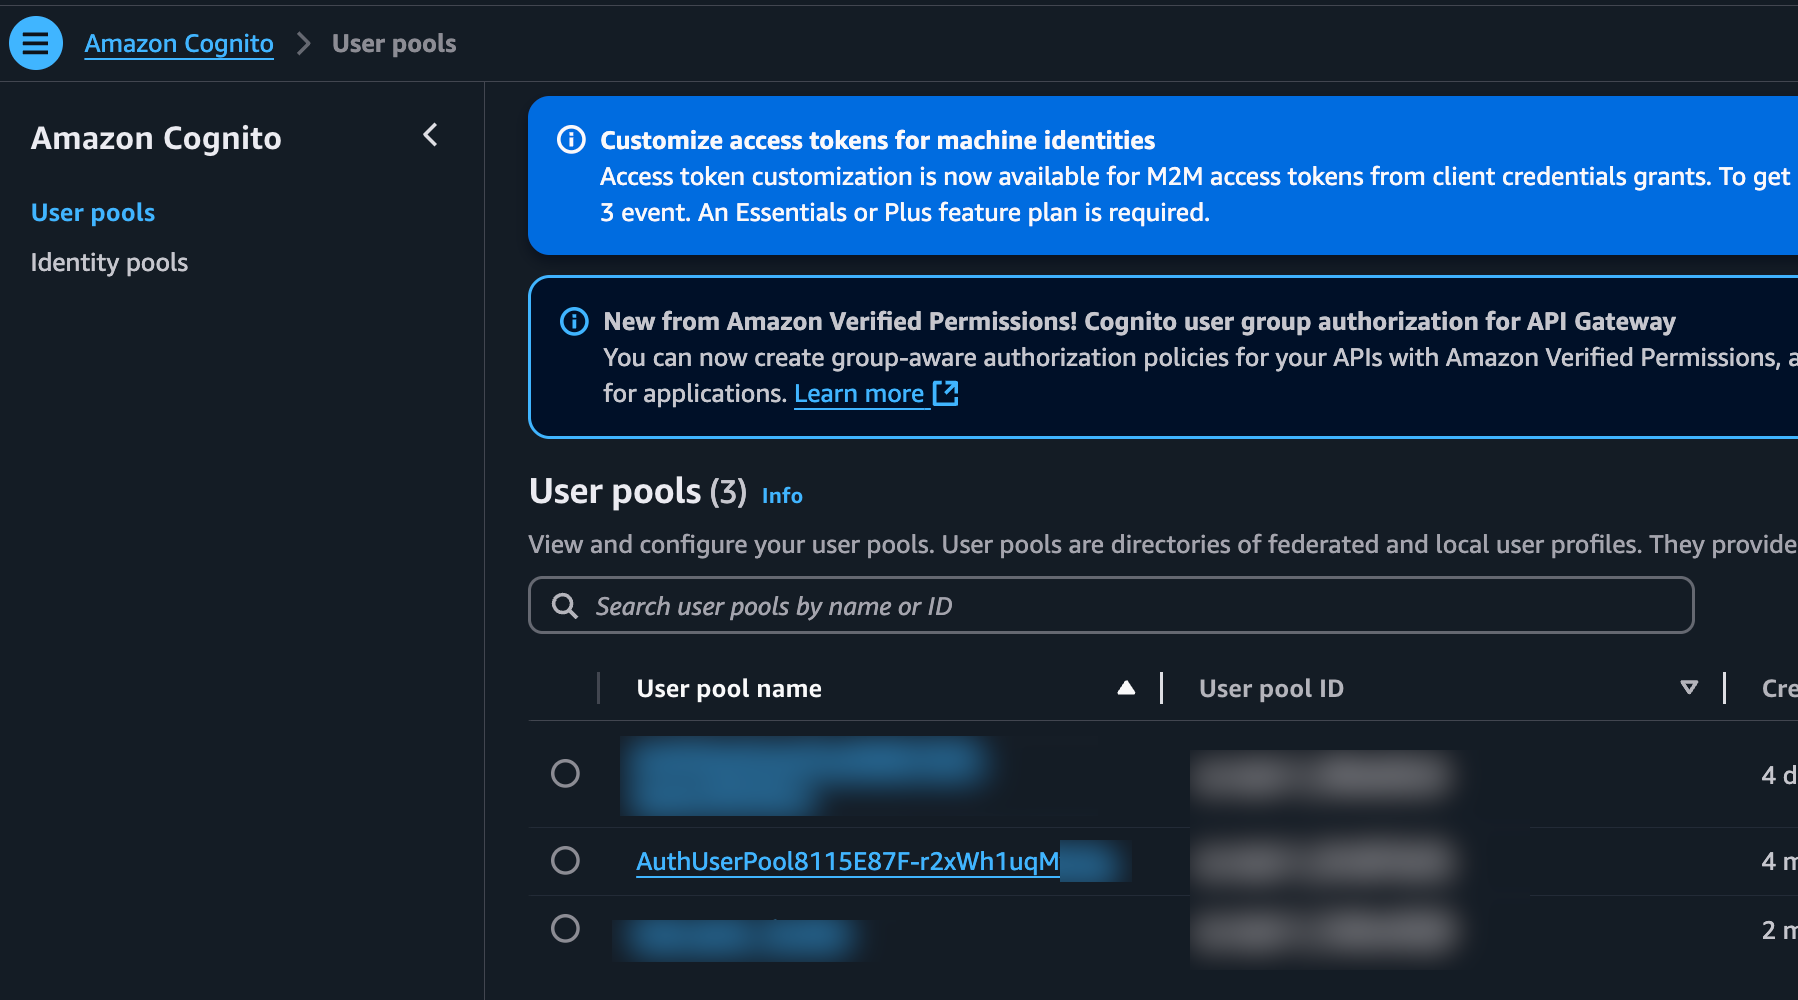 Amazon Cognito > User pools
Amazon Cognito
User pools
Identity pools
Customize access tokens for machine identities
Access token customization is now available for M2M access tokens from client credentials grants. To get
3 event. An Essentials or Plus feature plan is required.
New from Amazon Verified Permissions! Cognito user group authorization for API Gateway
You can now create group-aware authorization policies for your APIs with Amazon Verified Permissions, a
for applications. Learn more
User pools (3) Info
View and configure your user pools. User pools are directories of federated and local user profiles. They provide
Search user pools by name or ID
User pool name User pool ID Cre
4 d
AuthUserPool8115E87F-r2xWh1uqM 4 m
2 m